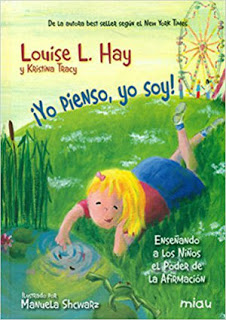 De la autora best seller según el New York Times
Louise L. Hay
y Kristina Tracy
¡Yo pienso, yo soy!
Enseñando
a los Niños
el Poder de
la Afirmación
Ilustrado por
Manuela Shcwarz
miau